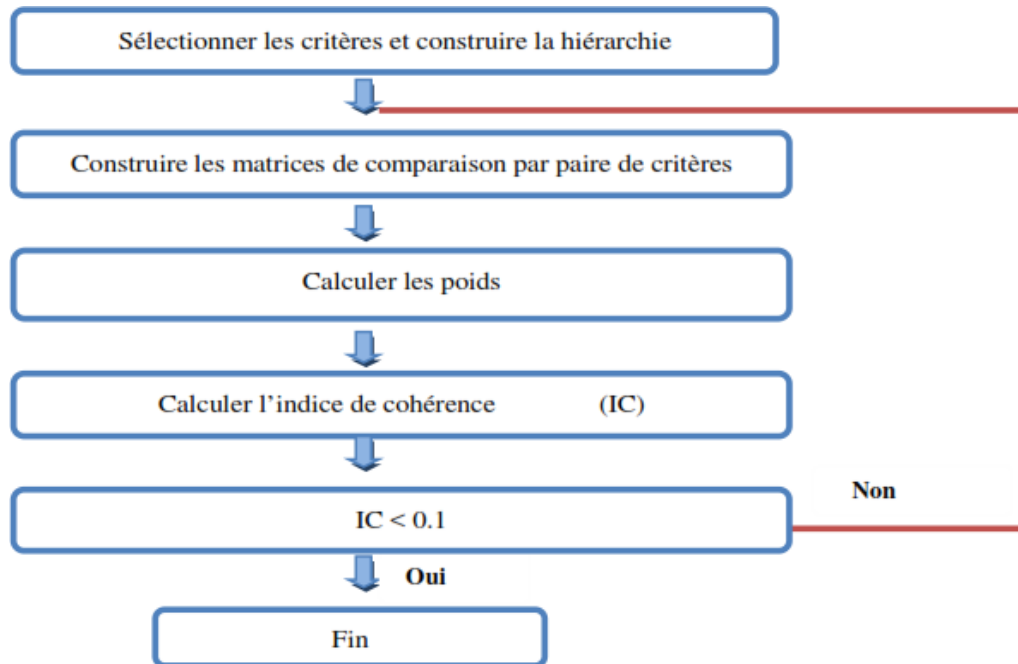 Sélectionner les critères et construire la hiérarchie
Construire les matrices de comparaison par paire de critères
Calculer les poids
Calculer l’indice de cohérence (IC)
IC < 0.1
Non
Oui
Fin